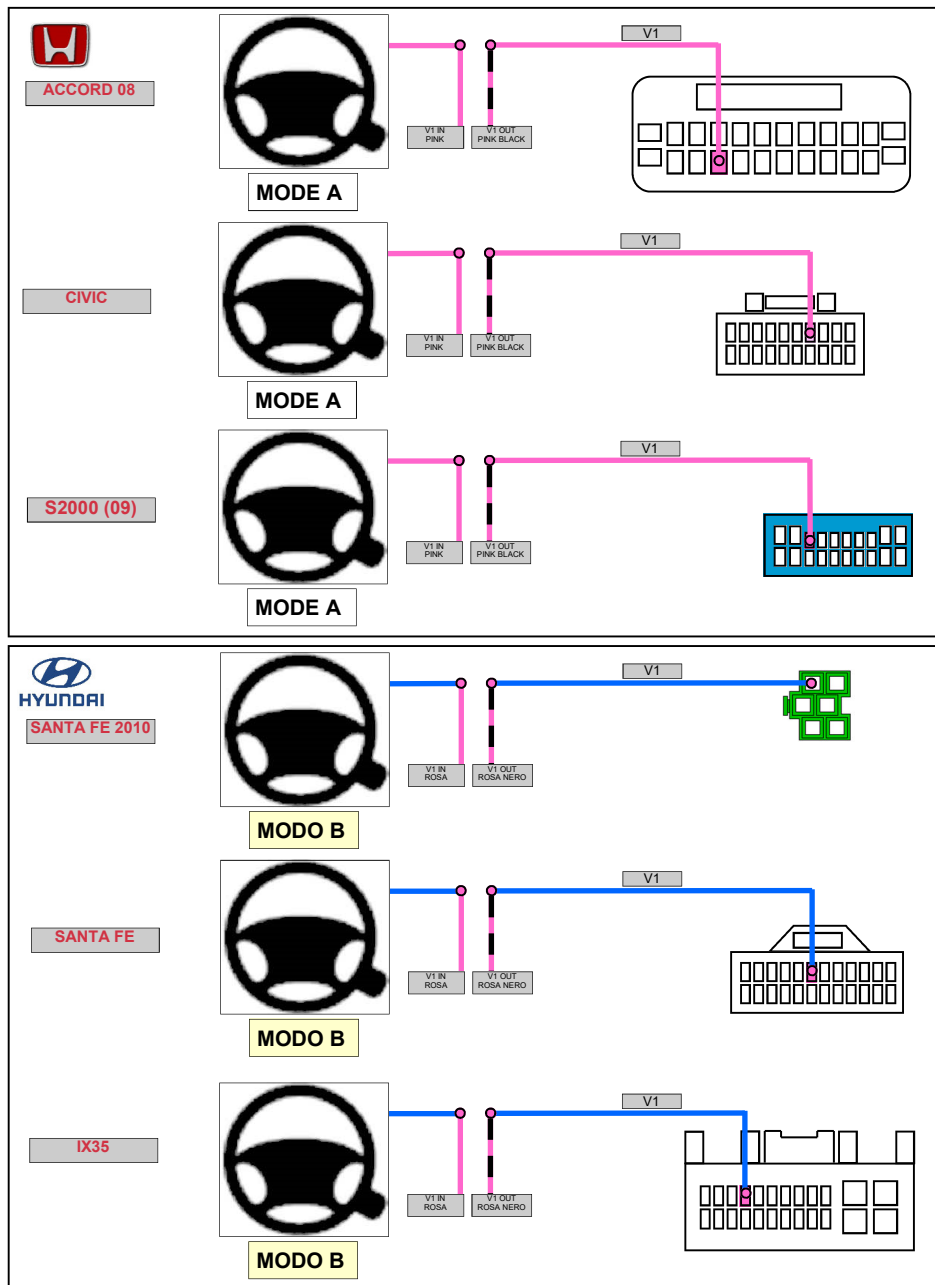 V1
ACCORD 08
V1 IN
PINK
V1 OUT
PINK BLACK
MODE A
V1
CIVIC
V1 IN
PINK
V1 OUT
PINK BLACK
MODE A
V1
S2000 (09)
V1 IN
PINK
V1 OUT
PINK BLACK
MODE A
HYUNDAI
V1
SANTA FE 2010
V1 IN
ROSA
V1 OUT
ROSA NERO
MODO B
V1
SANTA FE
V1 IN
ROSA
V1 OUT
ROSA NERO
MODO B
V1
IX35
V1 IN
ROSA
V1 OUT
ROSA NERO
MODO B